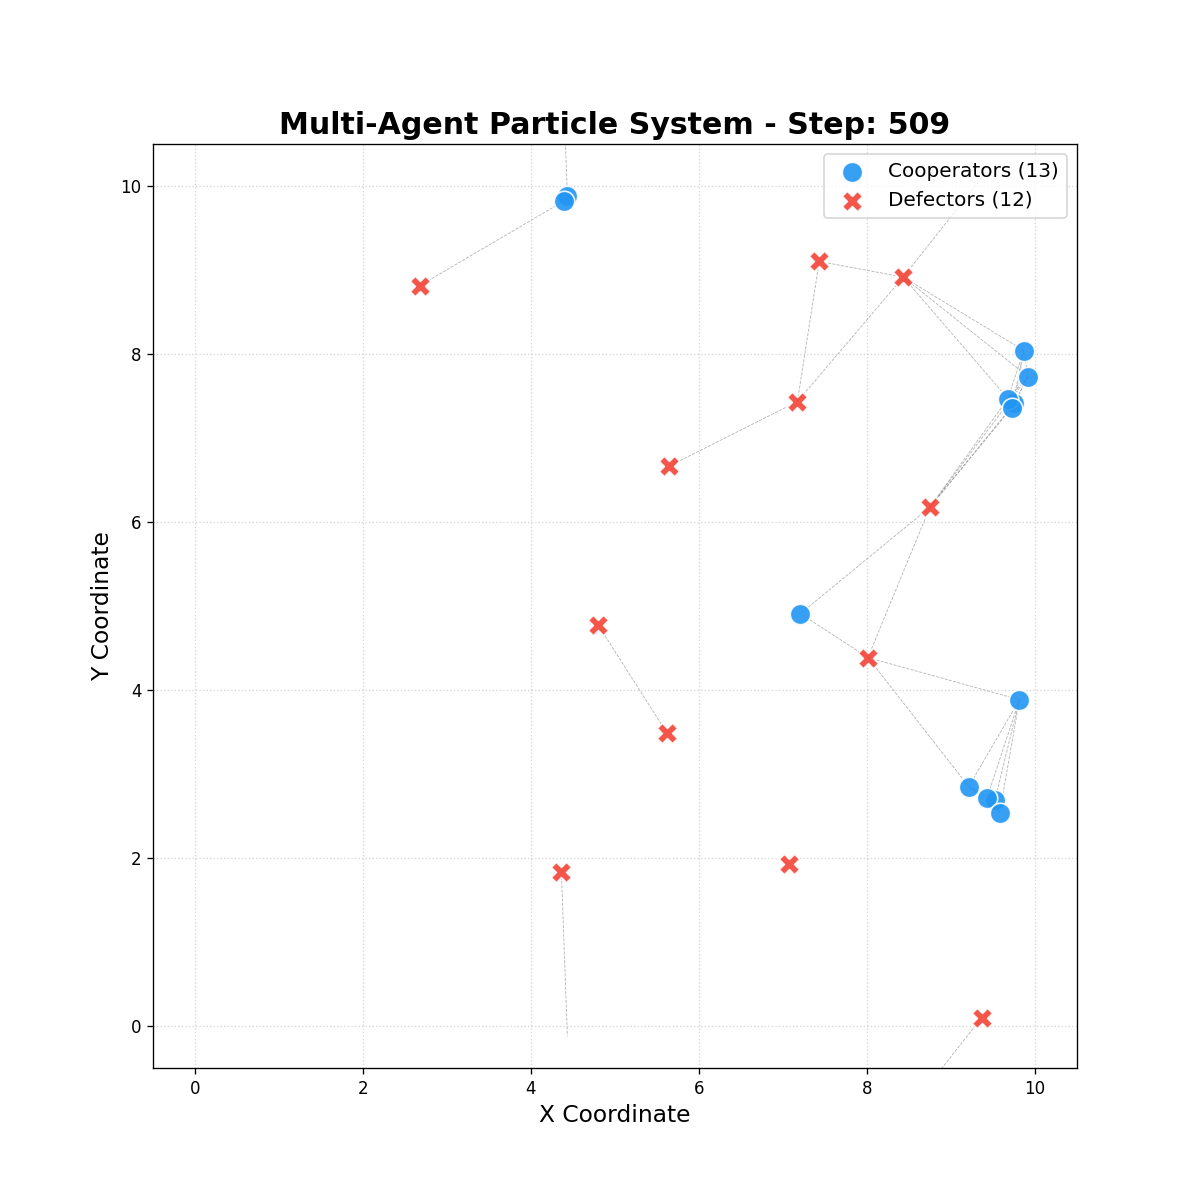 Multi-Agent Particle System - Step: 509
Cooperators (13)
Defectors (12)
10
8
6
4
2
0
Y Coordinate
0 2 4 6 8 10
X Coordinate